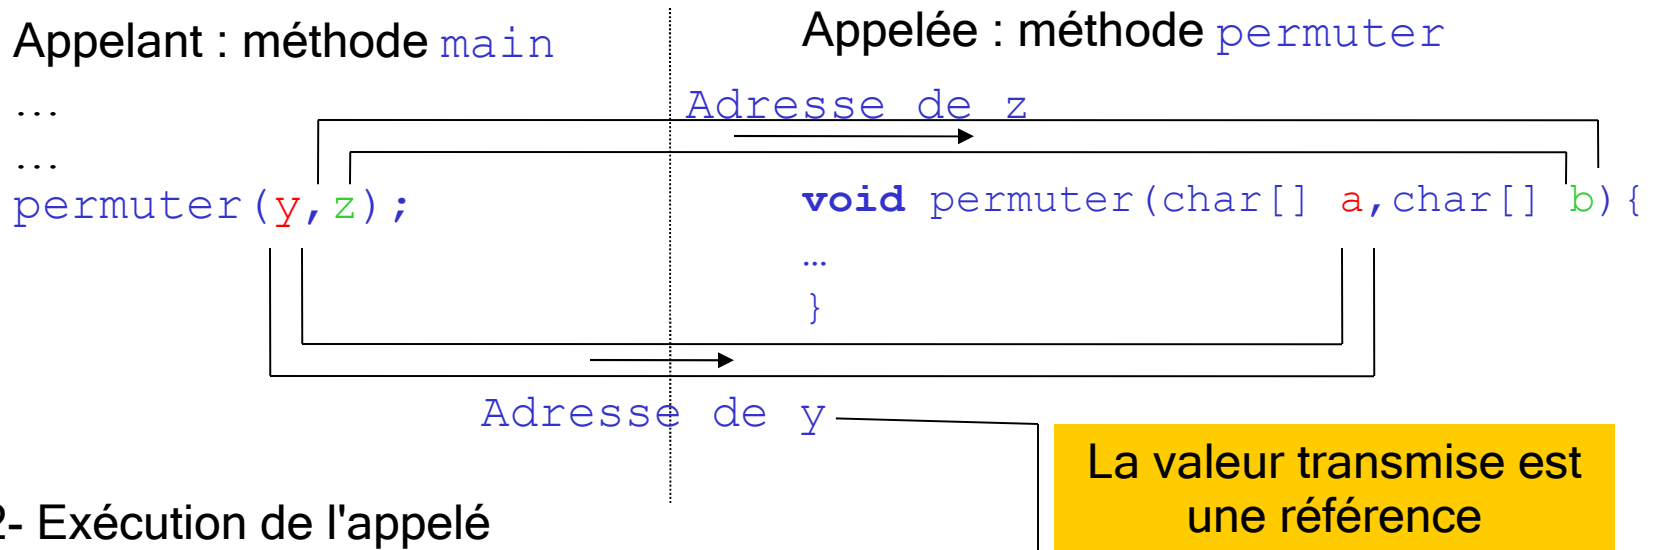 Appelant : méthode main
…
…
permuter(y,z);
Appelée : méthode permuter
Adresse de z
void permuter(char[] a,char[] b){
…
}
Adresse de y
La valeur transmise est
une référence
2- Exécution de l'appelé